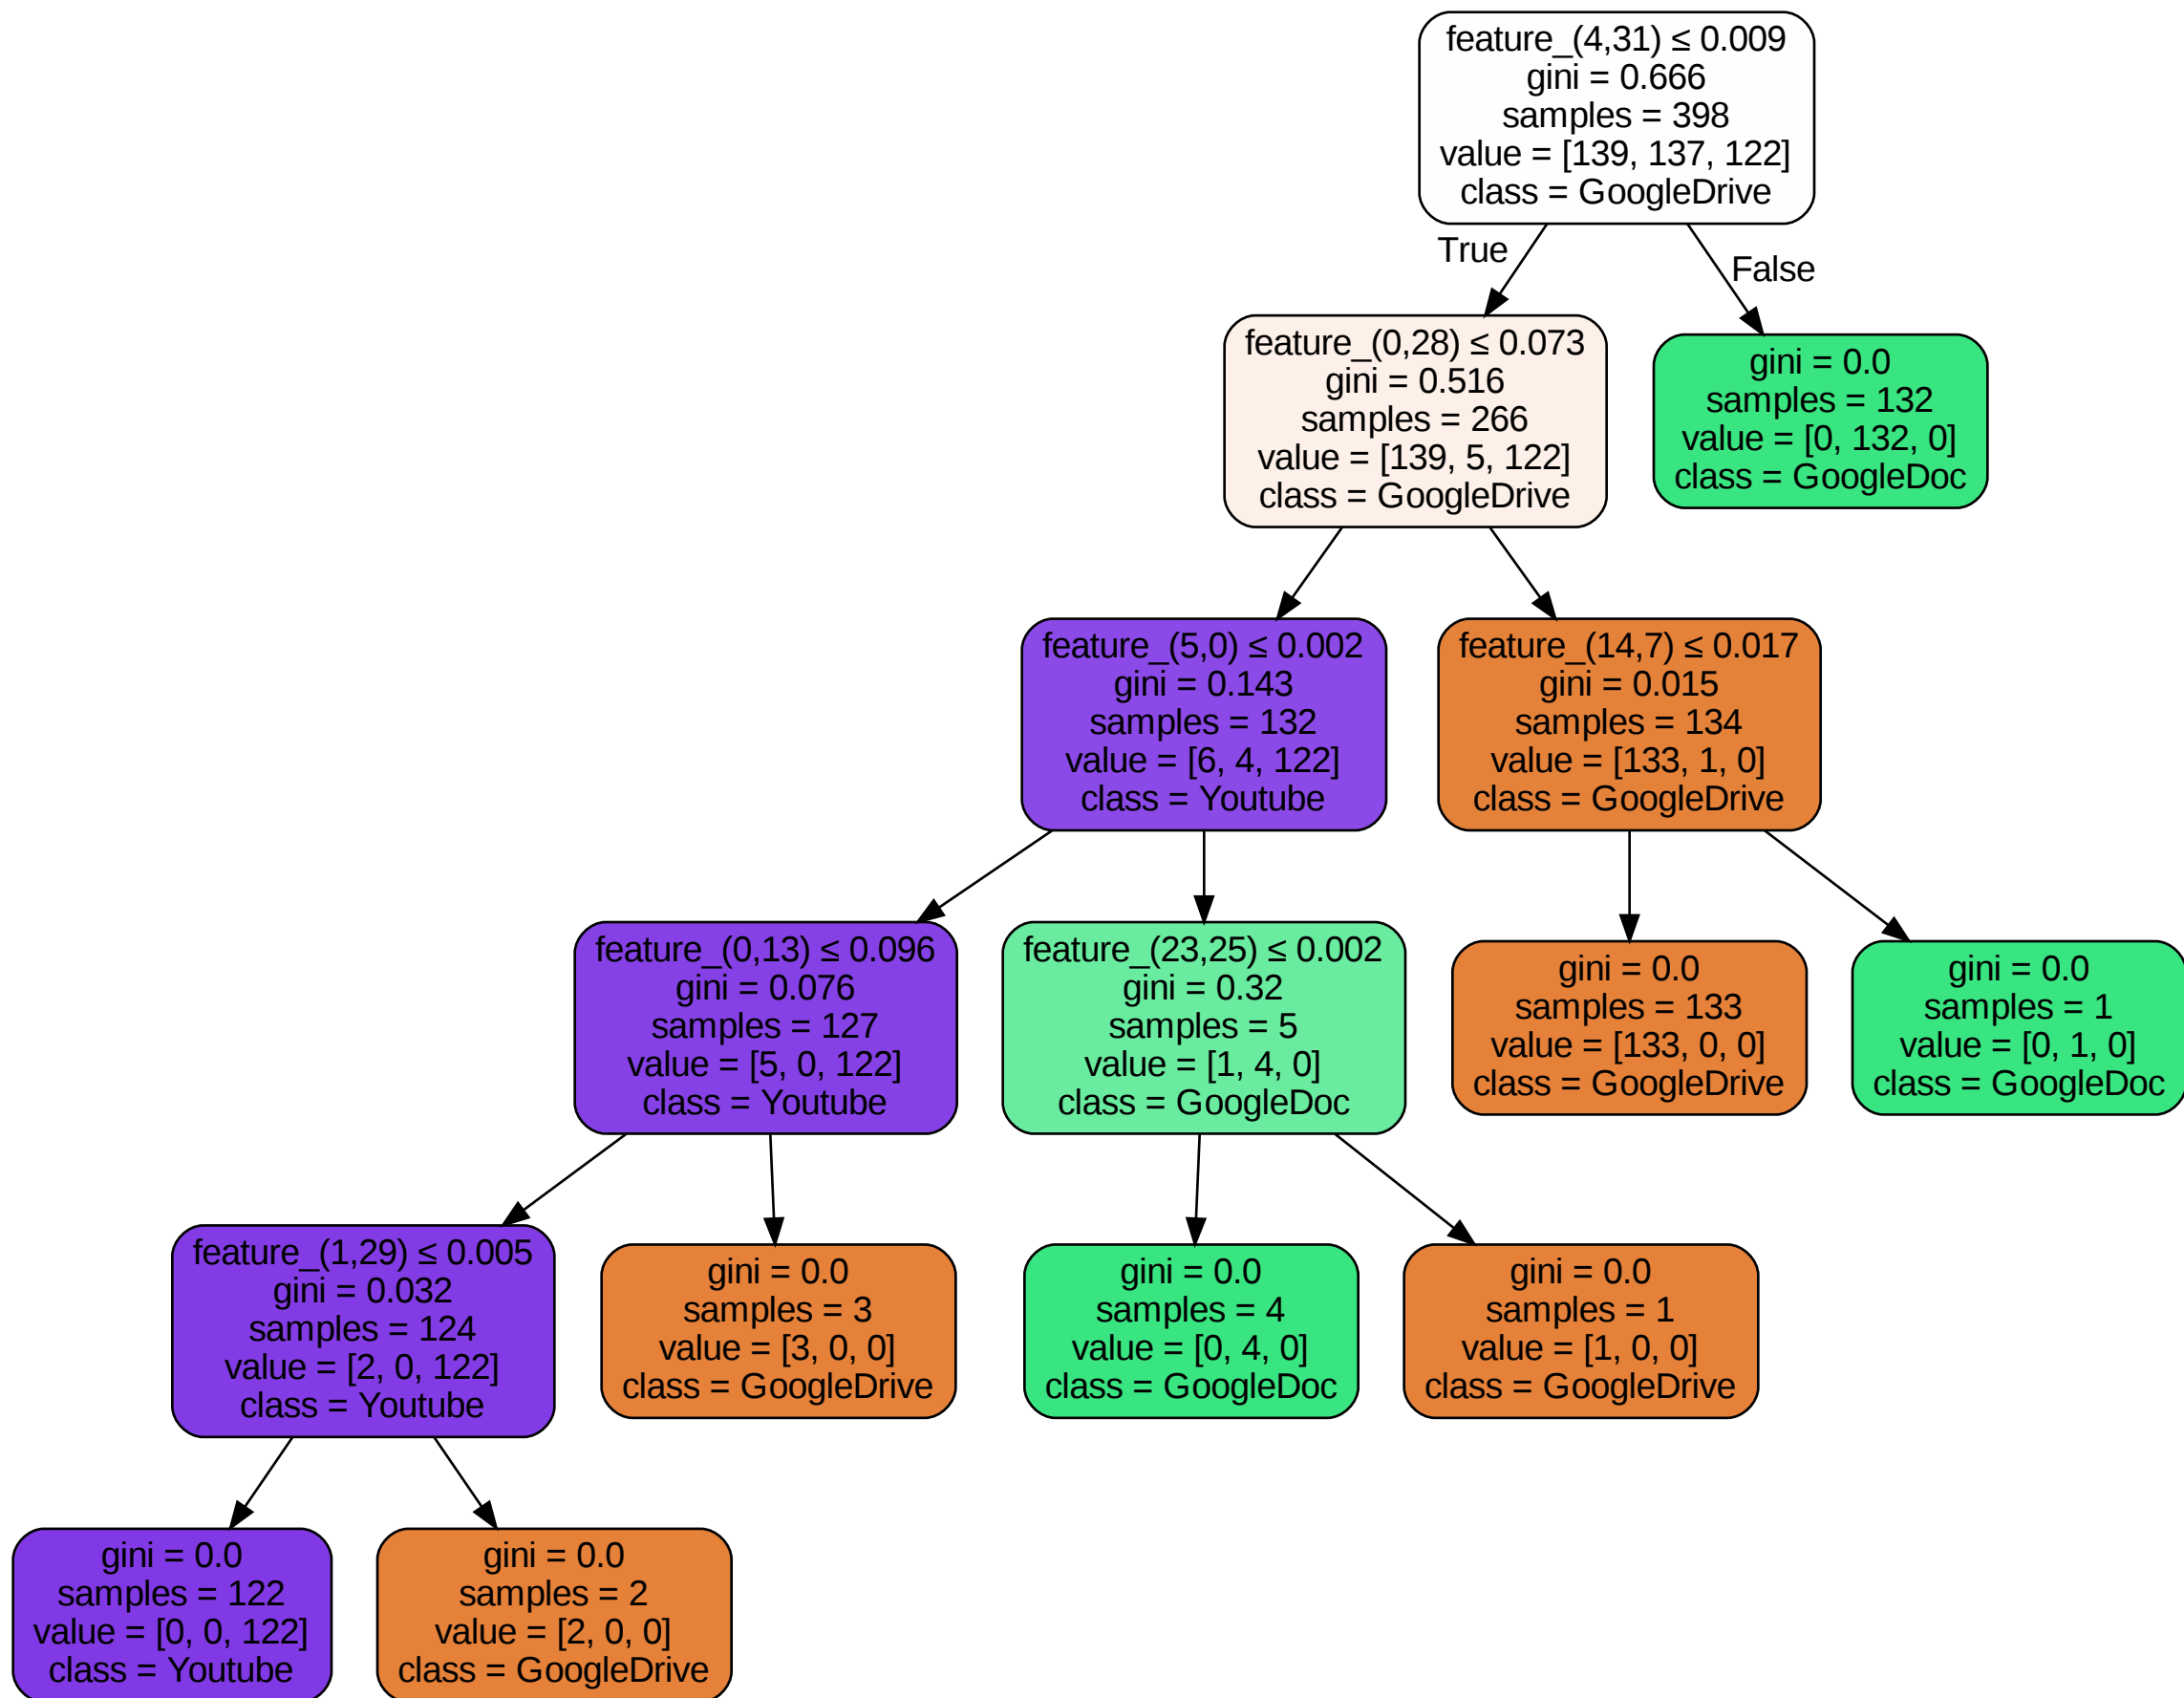 feature_(4,31) ≤ 0.009
gini = 0.666
samples = 398
value = [139, 137, 122]
class = GoogleDrive
True
False
feature_(0,28) ≤ 0.073
gini = 0.516
samples = 266
value = [139, 5, 122]
class = GoogleDrive
gini = 0.0
samples = 132
value = [0, 132, 0]
class = GoogleDoc
feature_(5,0) ≤ 0.002
gini = 0.143
samples = 132
value = [6, 4, 122]
class = Youtube
feature_(14,7) ≤ 0.017
gini = 0.015
samples = 134
value = [133, 1, 0]
class = GoogleDrive
feature_(0,13) ≤ 0.096
gini = 0.076
samples = 127
value = [5, 0, 122]
class = Youtube
feature_(23,25) ≤ 0.002
gini = 0.32
samples = 5
value = [1, 4, 0]
class = GoogleDoc
gini = 0.0
samples = 133
value = [133, 0, 0]
class = GoogleDrive
gini = 0.0
samples = 1
value = [0, 1, 0]
class = GoogleDoc
feature_(1,29) ≤ 0.005
gini = 0.032
samples = 124
value = [2, 0, 122]
class = Youtube
gini = 0.0
samples = 3
value = [3, 0, 0]
class = GoogleDrive
gini = 0.0
samples = 4
value = [0, 4, 0]
class = GoogleDoc
gini = 0.0
samples = 1
value = [1, 0, 0]
class = GoogleDrive
gini = 0.0
samples = 122
value = [0, 0, 122]
class = Youtube
gini = 0.0
samples = 2
value = [2, 0, 0]
class = GoogleDrive